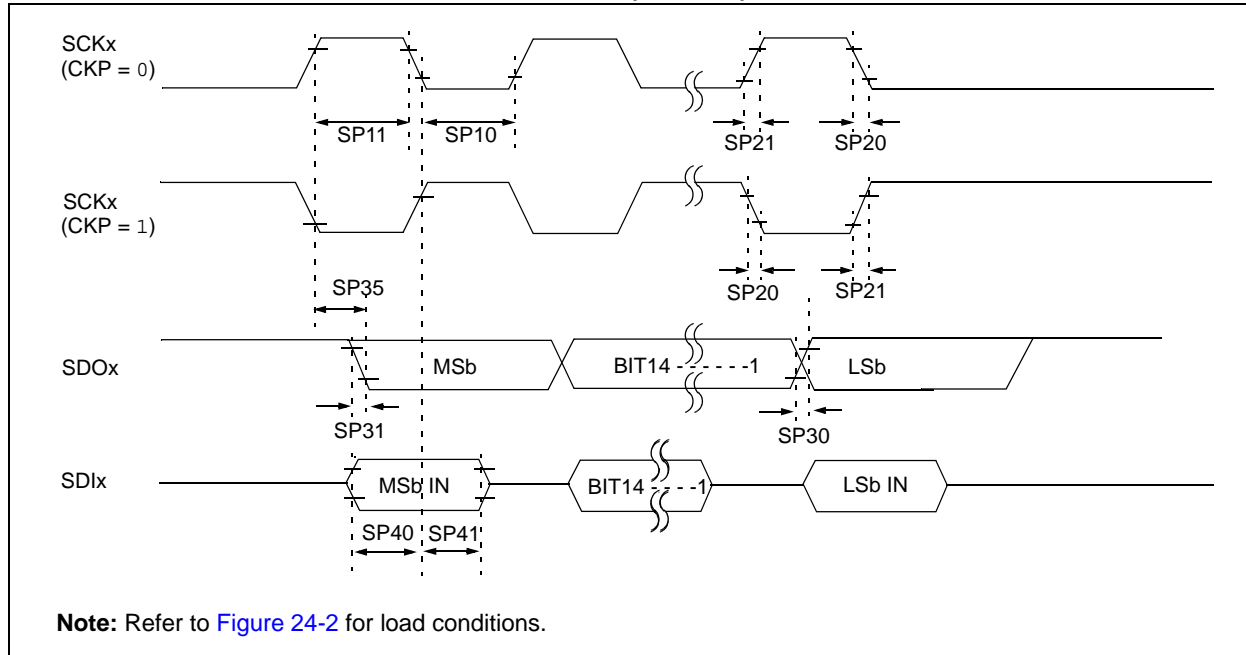 SCKx
(CKP = 0)
SP11
SP10
SP21
SP20
SCKx
(CKP = 1)
SP35
SP20
SP21
SDOx
MSb
BIT14 - - - - - -1
LSb
SP31
SP30
SDIx
MSb IN
BIT14 - - - -1
LSb IN
SP40
SP41
Note: Refer to Figure 24-2 for load conditions.